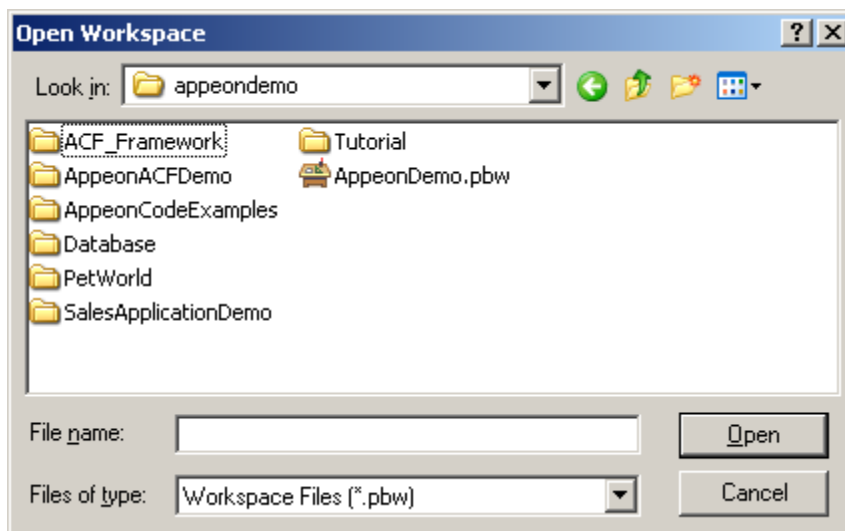 Open Workspace
Look in: appeondemo
ACF_Framework Tutorial
AppeonACFDemo AppeonDemo.pbw
AppeonCodeExamples
Database
PetWorld
SalesApplicationDemo
File name: Open
Files of type: Workspace Files (*.pbw) Cancel